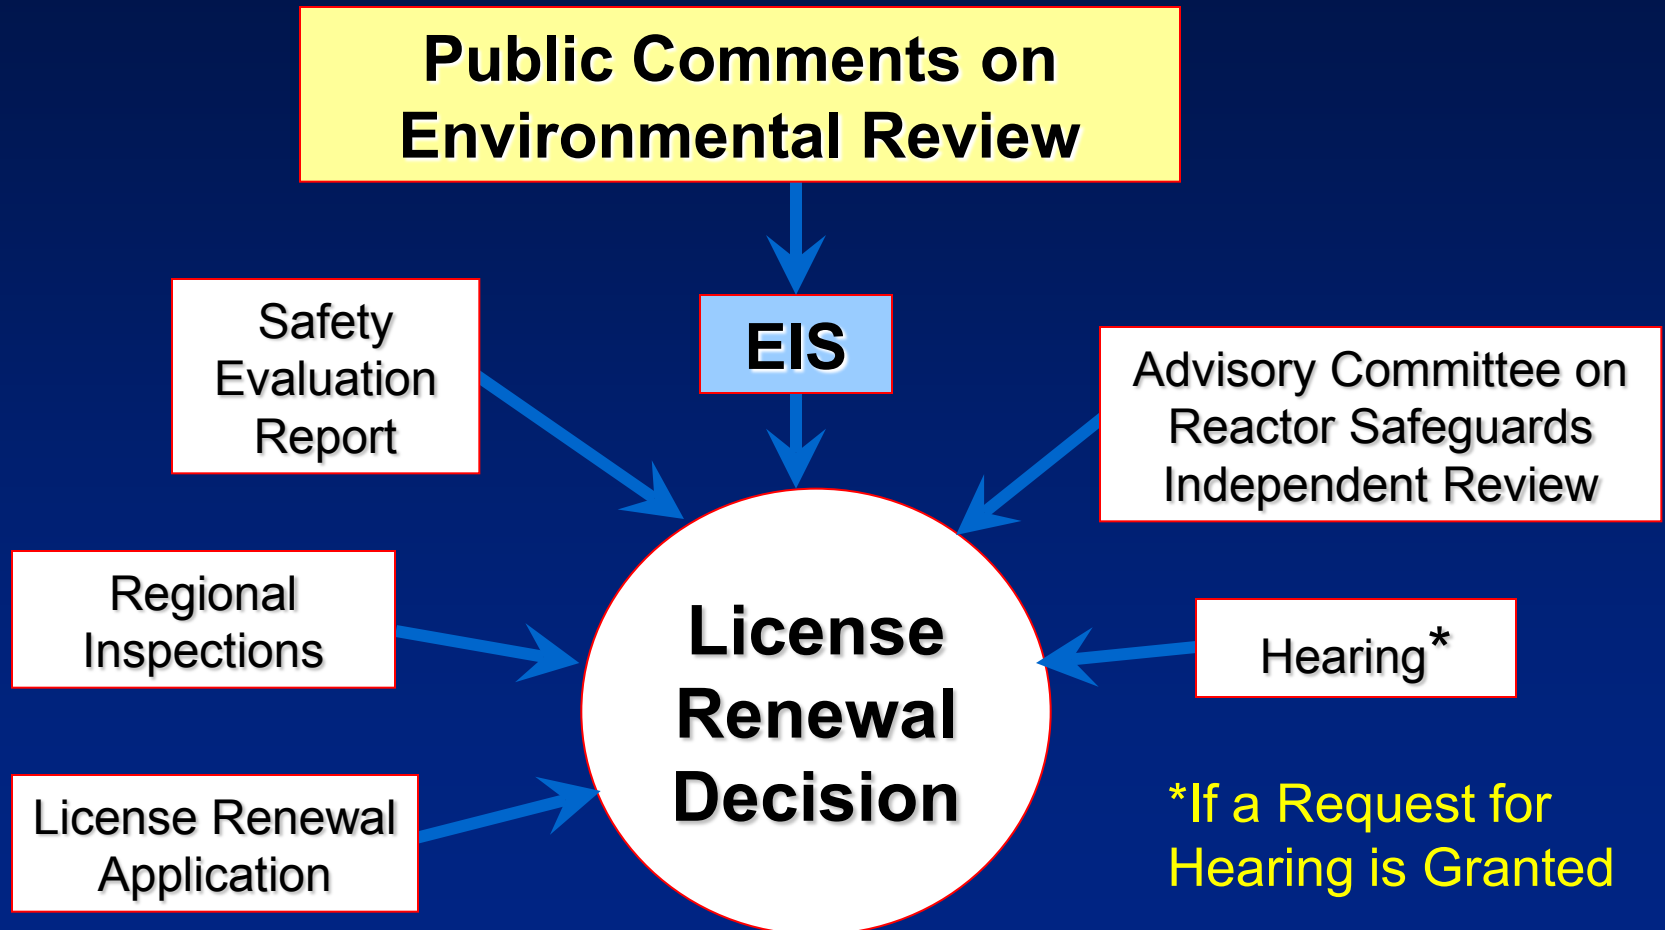 Public Comments on
Environmental Review
Safety
Evaluation
Report
EIS
Advisory Committee on
Reactor Safeguards
Independent Review
Regional
Inspections
License
Renewal
Decision
Hearing*
License Renewal
Application
*If a Request for
Hearing is Granted